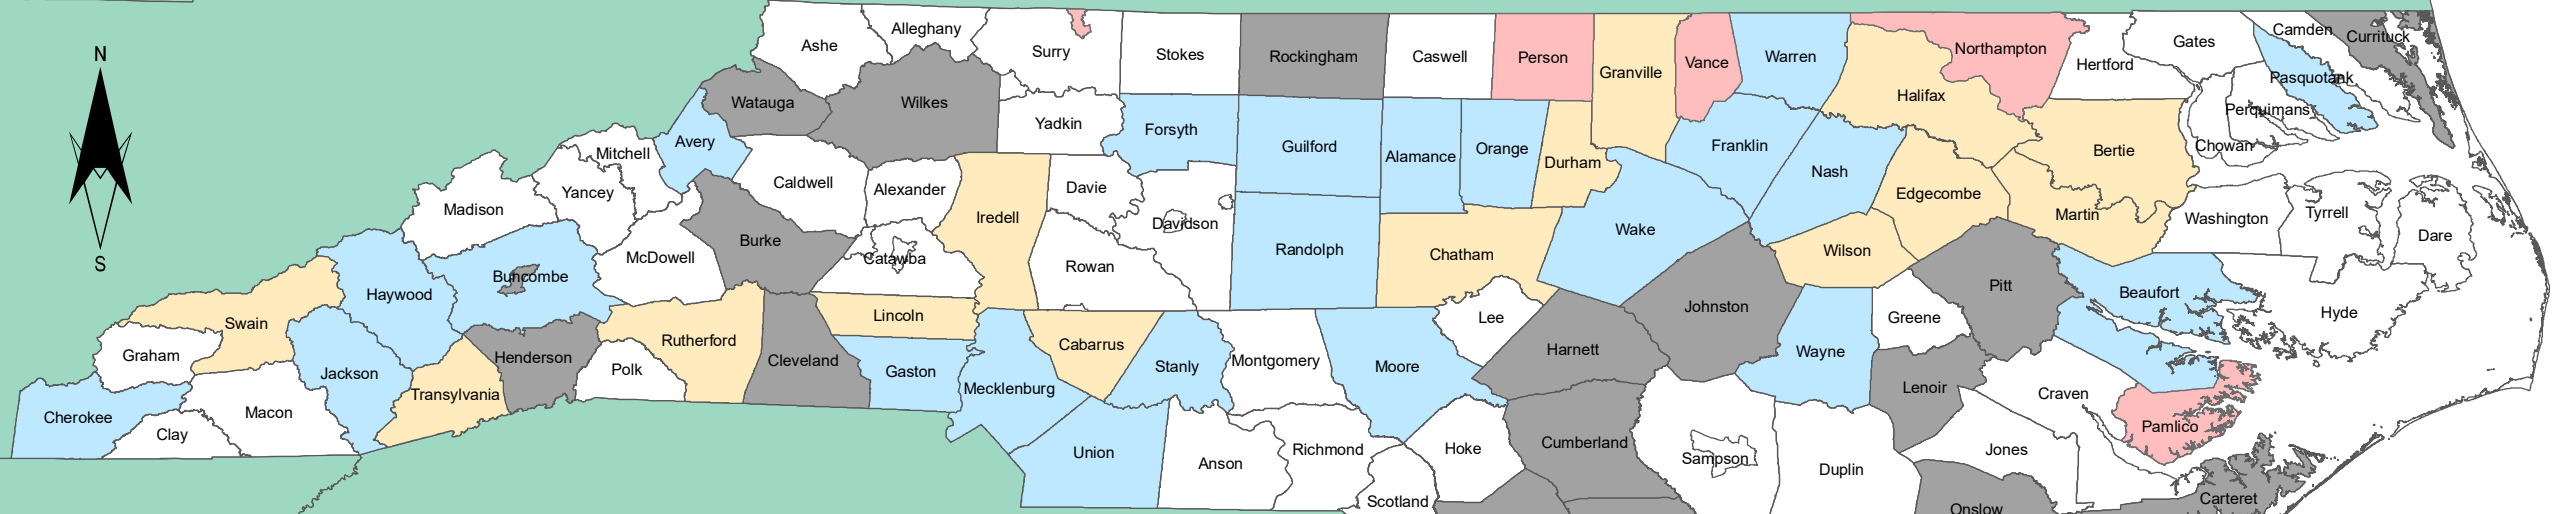 N
S
Ashe
Alleghany
Surry
Stokes
Rockingham
Caswell
Person
Granville
Vance
Warren
Northampton
Hertford
Gates
Camden
Currituck
Pasquotank
Perquimans
Chowan
Watauga
Wilkes
Yadkin
Forsyth
Guilford
Alamance
Orange
Durham
Franklin
Nash
Halifax
Bertie
Avery
Mitchell
Yancey
Madison
Caldwell
Alexander
Iredell
Davie
Davidson
Randolph
Chatham
Wake
Wilson
Edgecombe
Martin
Washington
Tyrrell
Dare
Burke
McDowell
Catawba
Rowan
Buncombe
Haywood
Swain
Graham
Cherokee
Clay
Macon
Jackson
Transylvania
Henderson
Polk
Rutherford
Cleveland
Lincoln
Gaston
Mecklenburg
Cabarrus
Stanly
Montgomery
Moore
Lee
Harnett
Johnston
Wayne
Greene
Pitt
Beaufort
Hyde
Lenoir
Craven
Pamlico
Union
Anson
Richmond
Scotland
Hoke
Cumberland
Sampson
Duplin
Jones
Onslow
Carteret